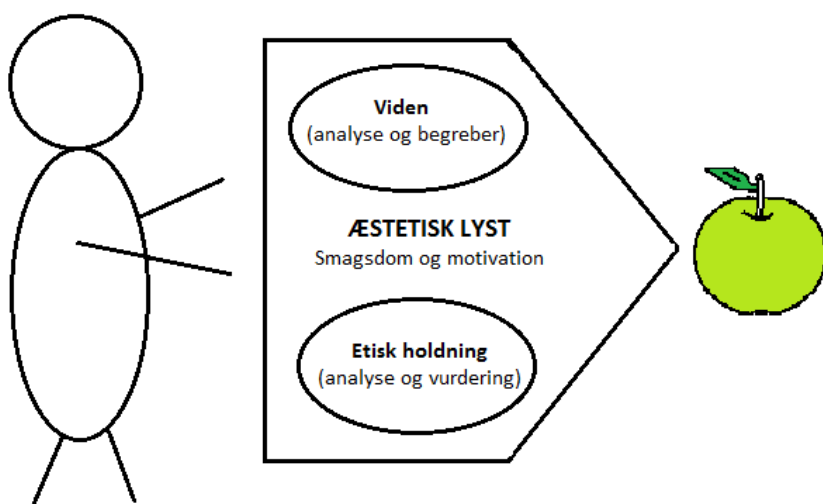 Viden
(analyse og begreber)
ÆSTETISK LYST
Smagsdom og motivation
Etisk holdning
(analyse og vurdering)